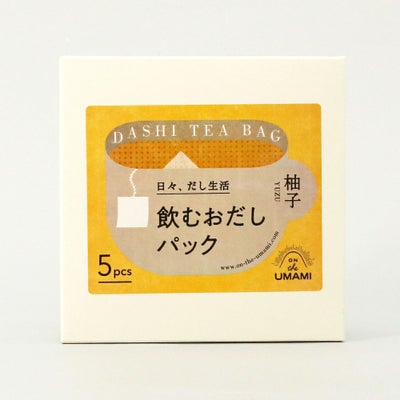 DASHI TEA BAG
日々、だし生活
飲むおだし
パック
柚子
YUZU
www.on-the-umami.com
5pcs
ON
the
UMAMI